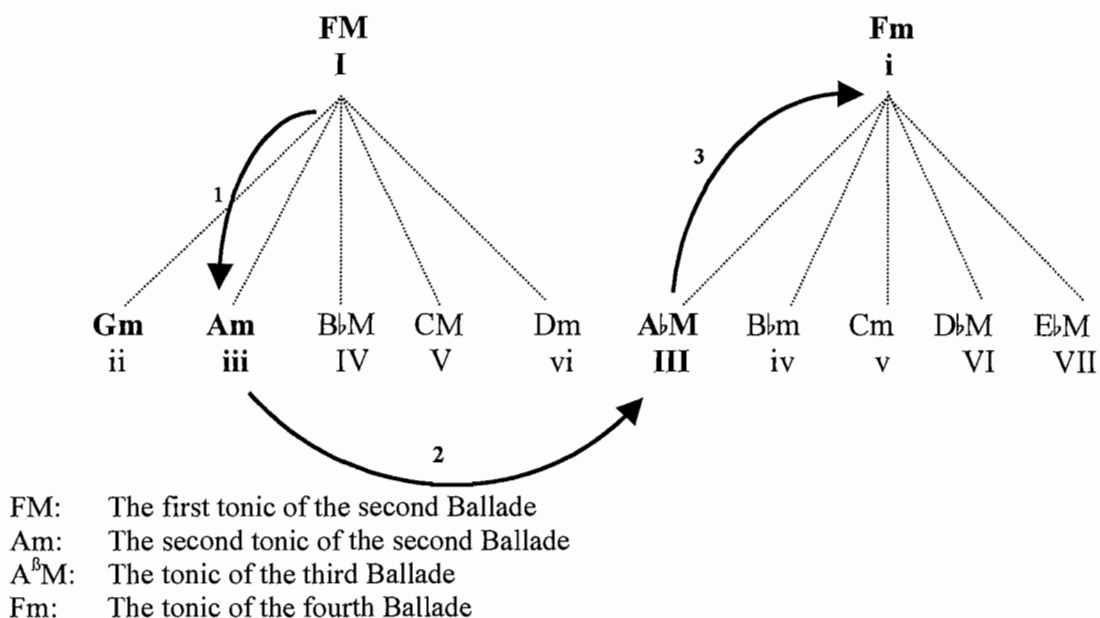 FM Fm
I i
1
3
Gm Am B♭M CM Dm A♭M B♭m Cm D♭M E♭M
ii iii IV V vi III iv v VI VII
2
FM: The first tonic of the second Ballade
Am: The second tonic of the second Ballade
AᵝM: The tonic of the third Ballade
Fm: The tonic of the fourth Ballade